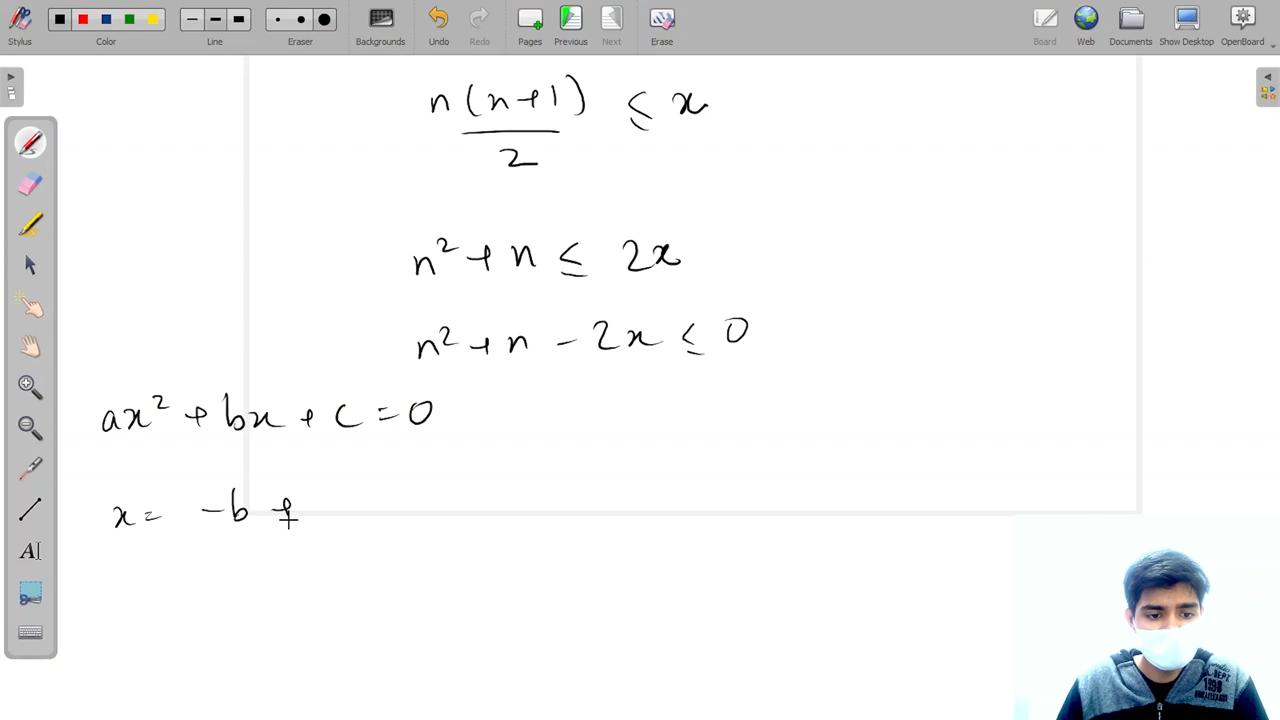 Stylus
Color
Line
Eraser
Backgrounds
Undo
Redo
Pages
Previous
Next
Erase
Board
Web
Documents
Show Desktop
OpenBoard
n(n+1)/2 ≤ x
n² + n ≤ 2x
n² + n - 2x ≤ 0
ax² + bx + c = 0
x = -b +
1998